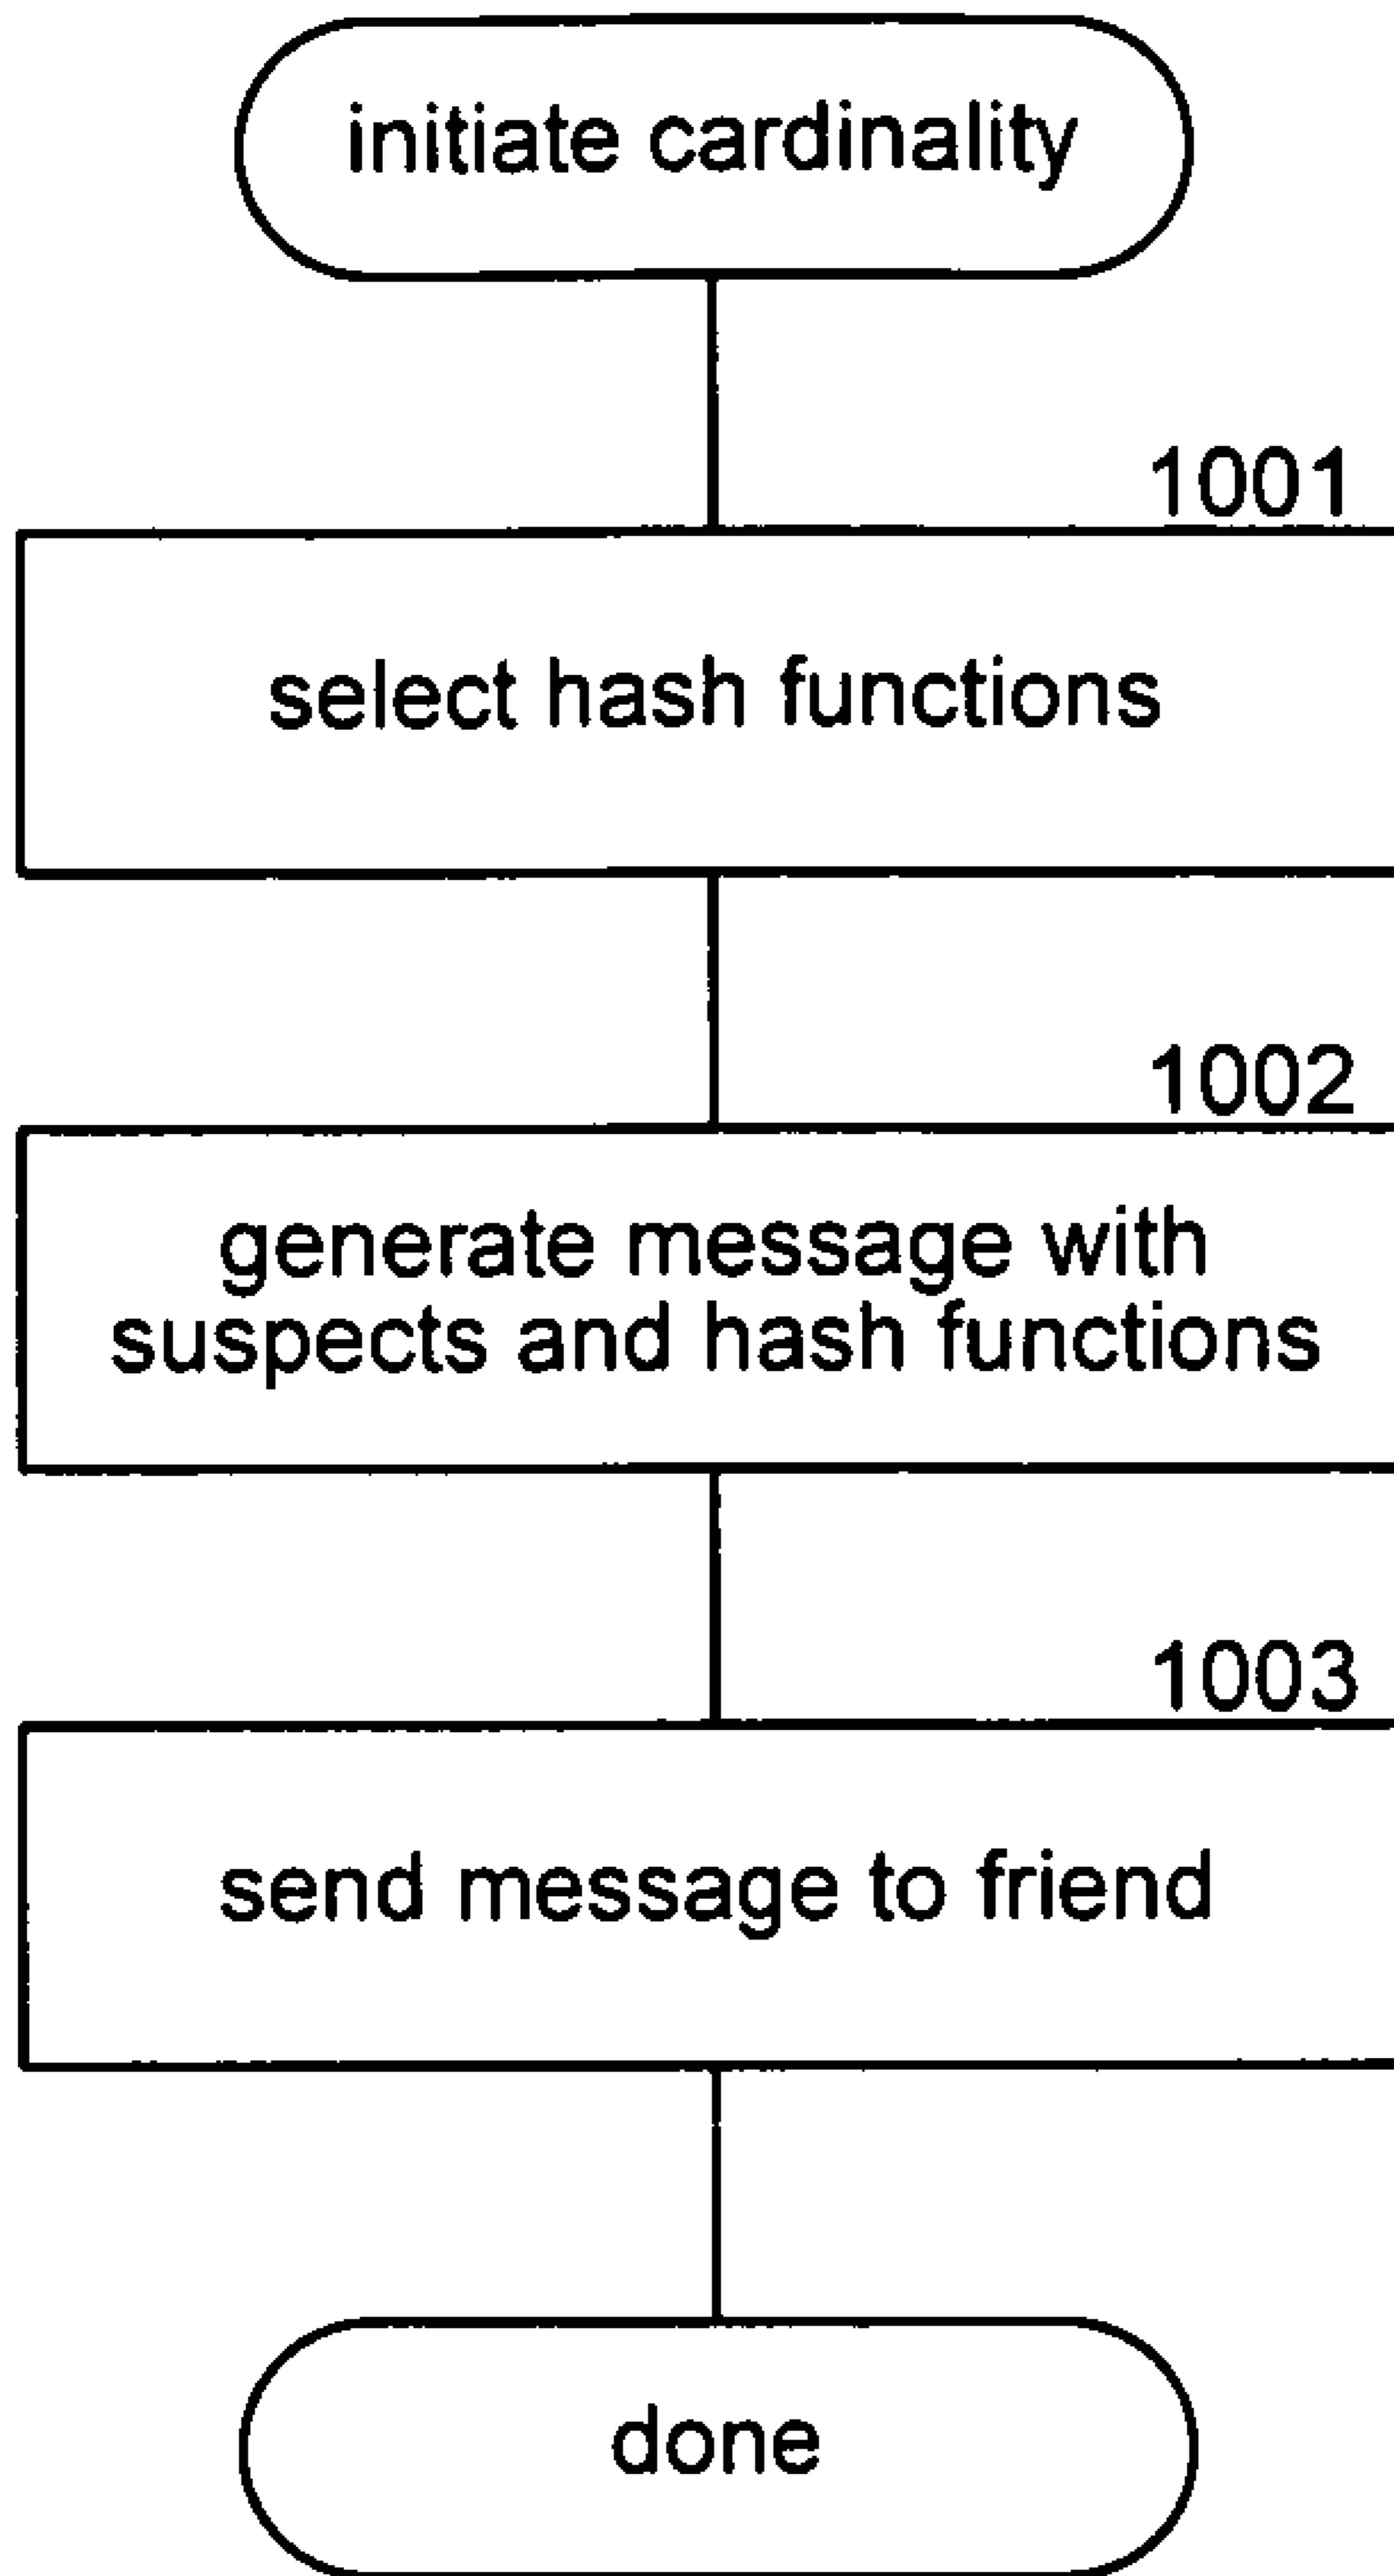 initiate cardinality
1001
select hash functions
1002
generate message with
suspects and hash functions
1003
send message to friend
done